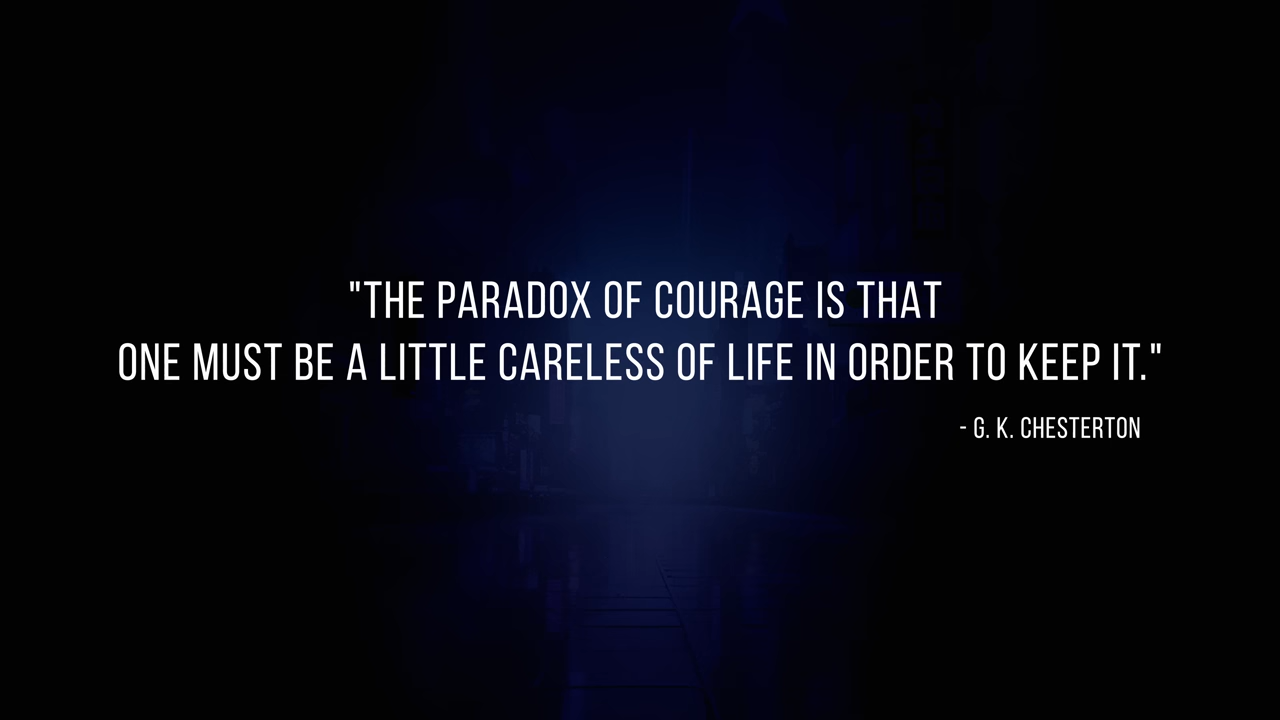 "THE PARADOX OF COURAGE IS THAT
ONE MUST BE A LITTLE CARELESS OF LIFE IN ORDER TO KEEP IT."
- G. K. CHESTERTON